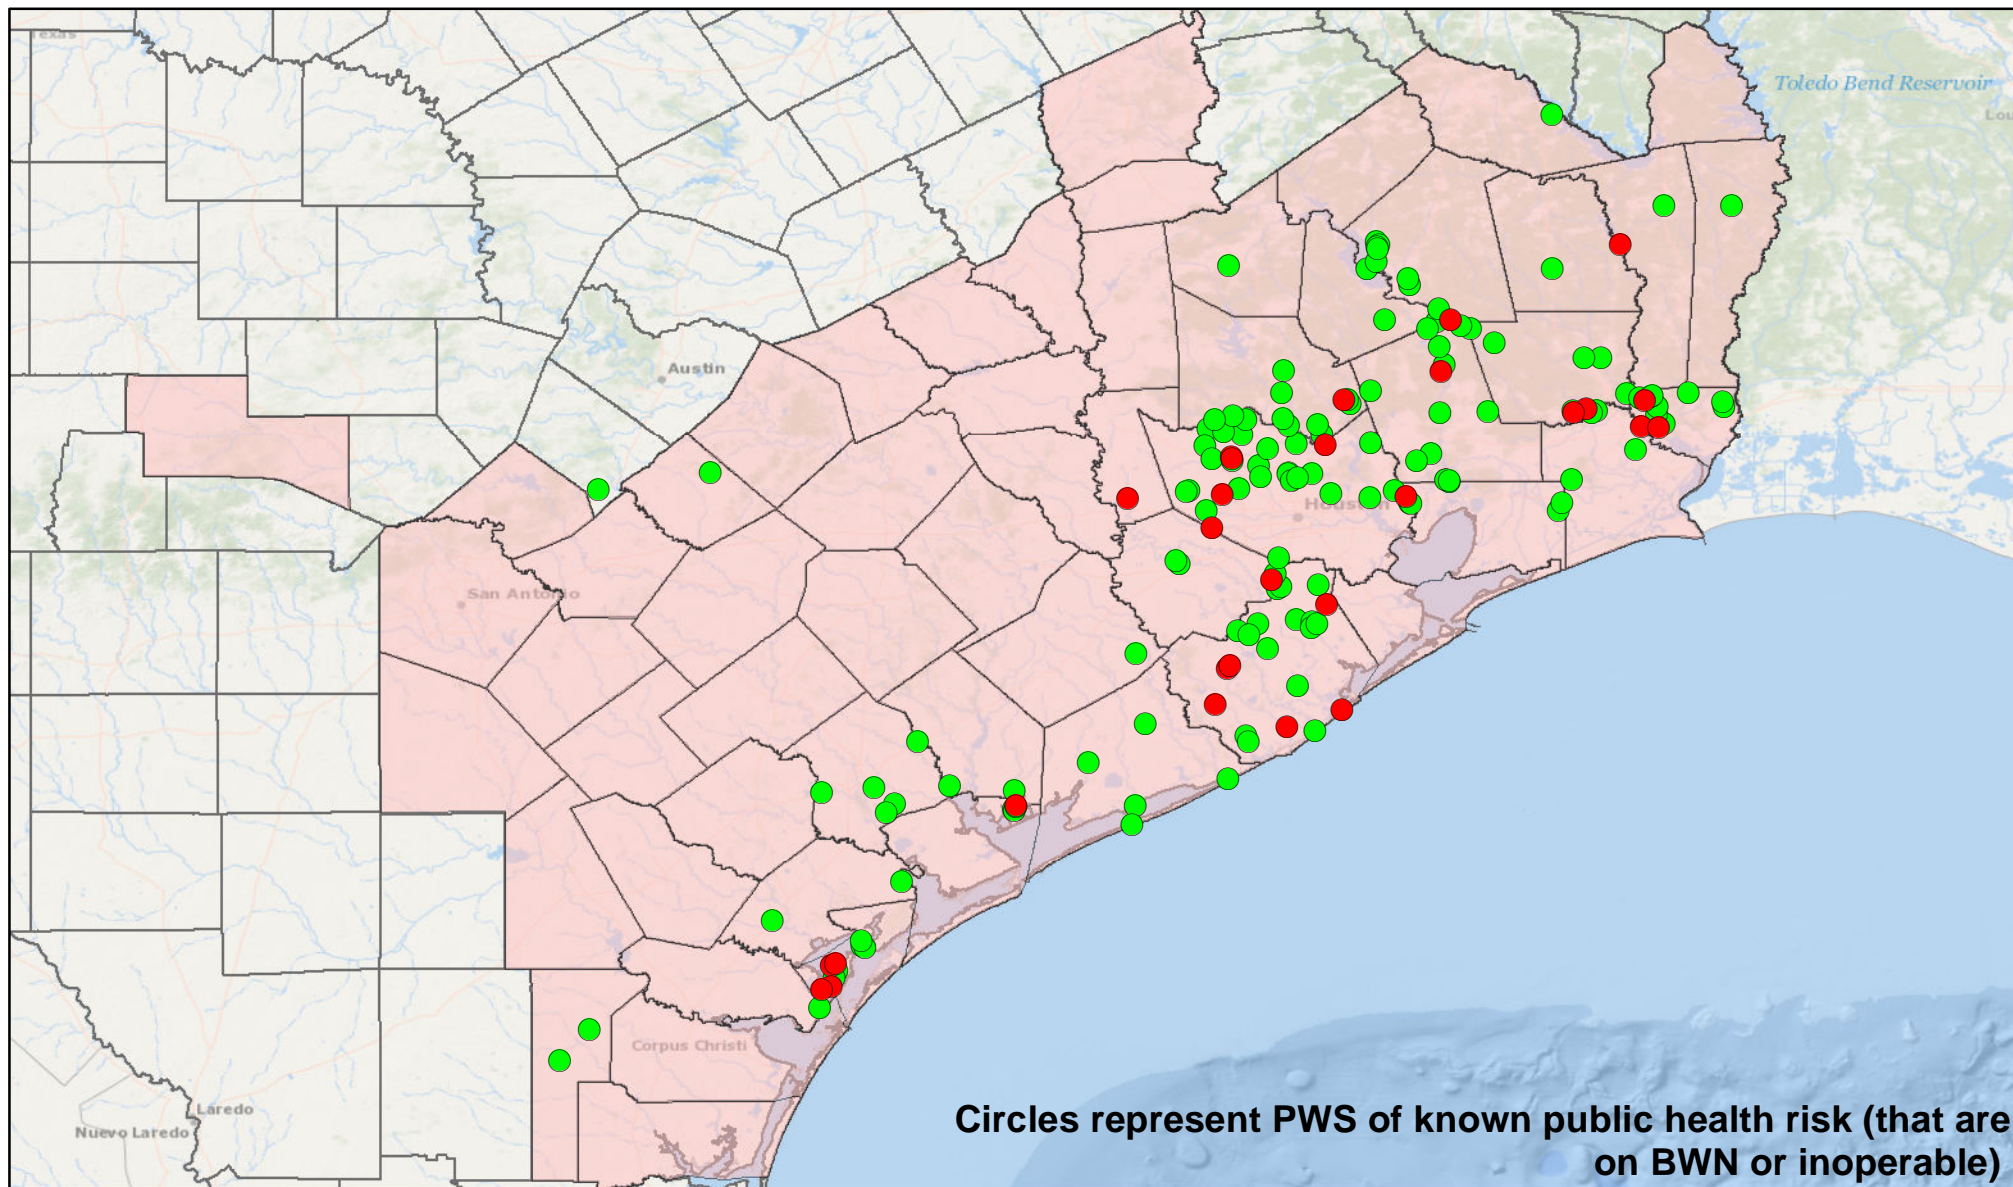 Texas
Toledo Bend Reservoir
Lou
Austin
Houston
San Antonio
Corpus Christi
Laredo
Nuevo Laredo
Circles represent PWS of known public health risk (that are
on BWN or inoperable)